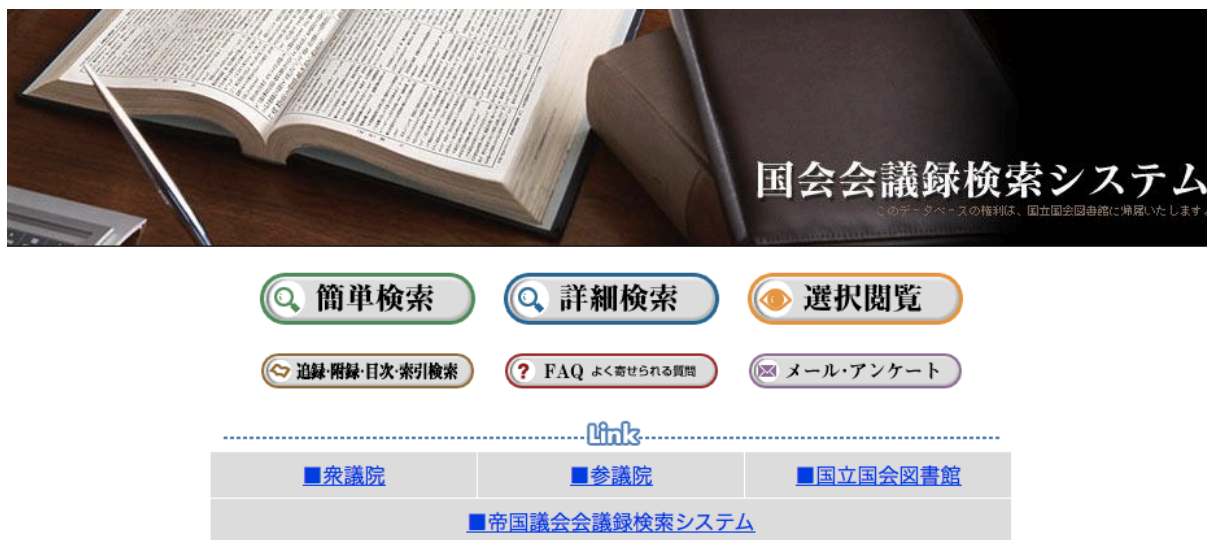 国会会議録検索システム
このデータベースの権利は、国立国会図書館に帰属いたします。
簡単検索
詳細検索
選択閲覧
追録·附録·目次·索引検索
? FAQ よく寄せられる質問
メール·アンケート
Link
■衆議院
■参議院
■国立国会図書館
■帝国議会会議録検索システム